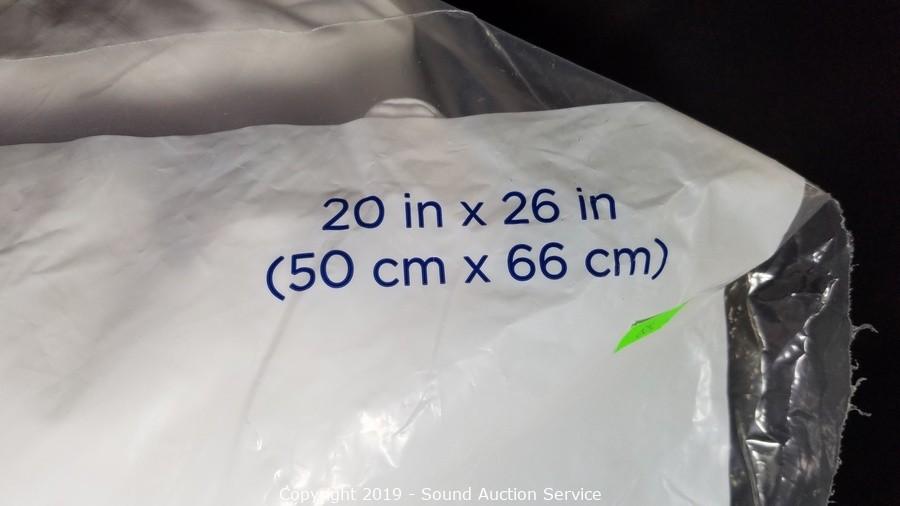 20 in x 26 in
(50 cm x 66 cm)
Copyright 2019 - Sound Auction Service